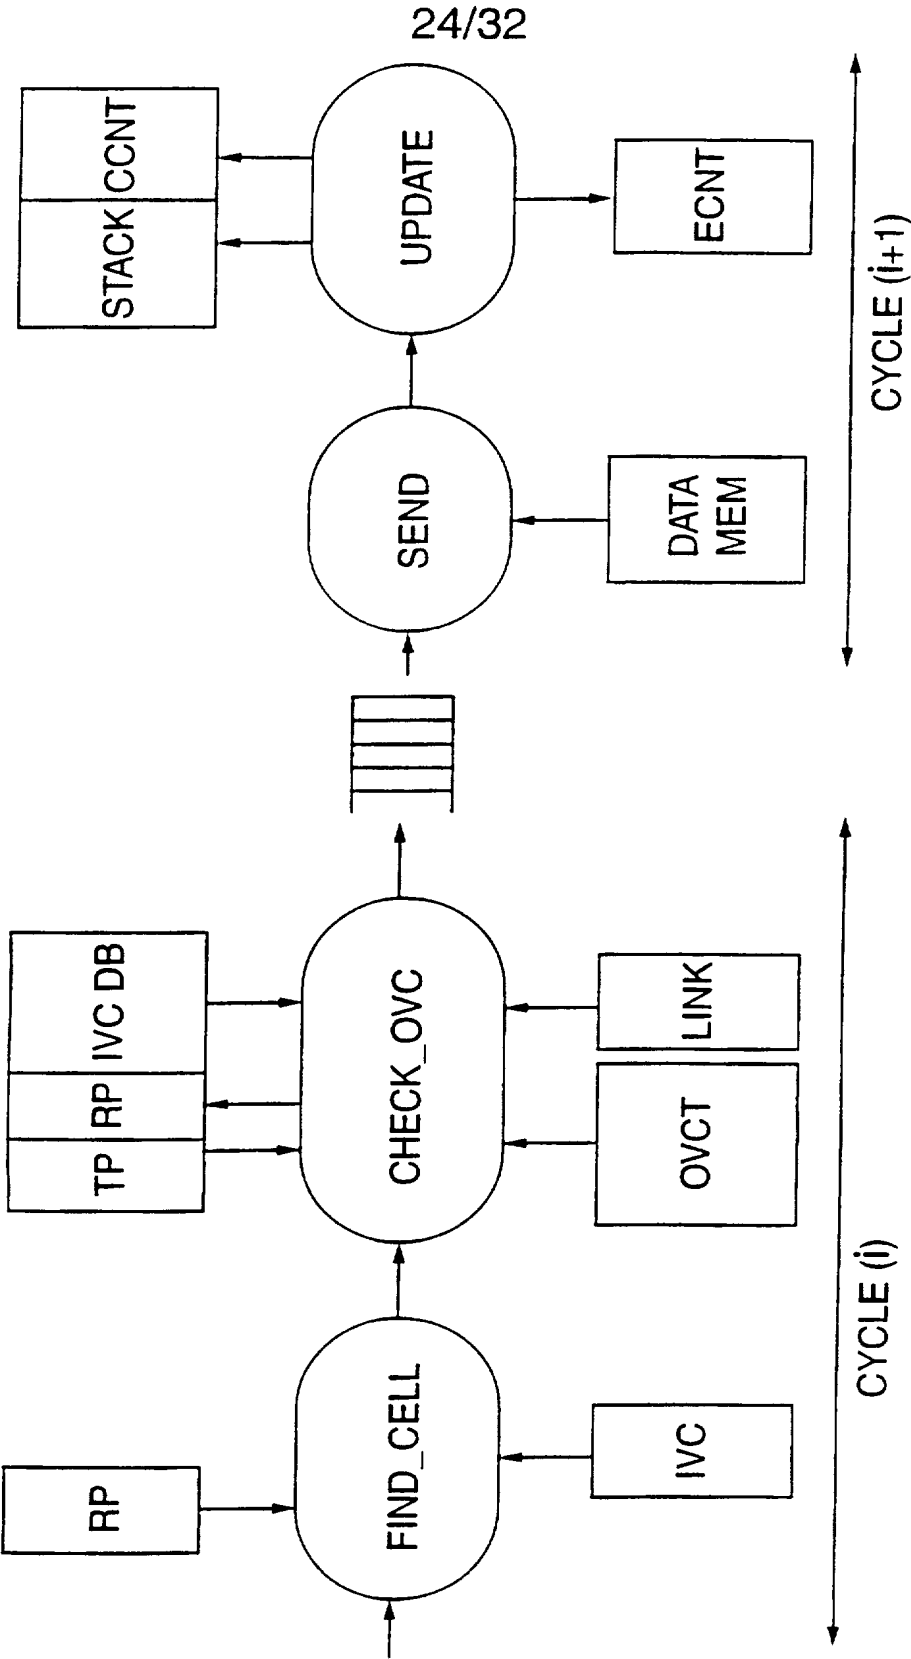 24/32
RP
FIND_CELL
IVC
TP
RP
IVC DB
CHECK_OVC
OVCT
LINK
CYCLE (i)
SEND
DATA
MEM
STACK
CCNT
UPDATE
ECNT
CYCLE (i+1)